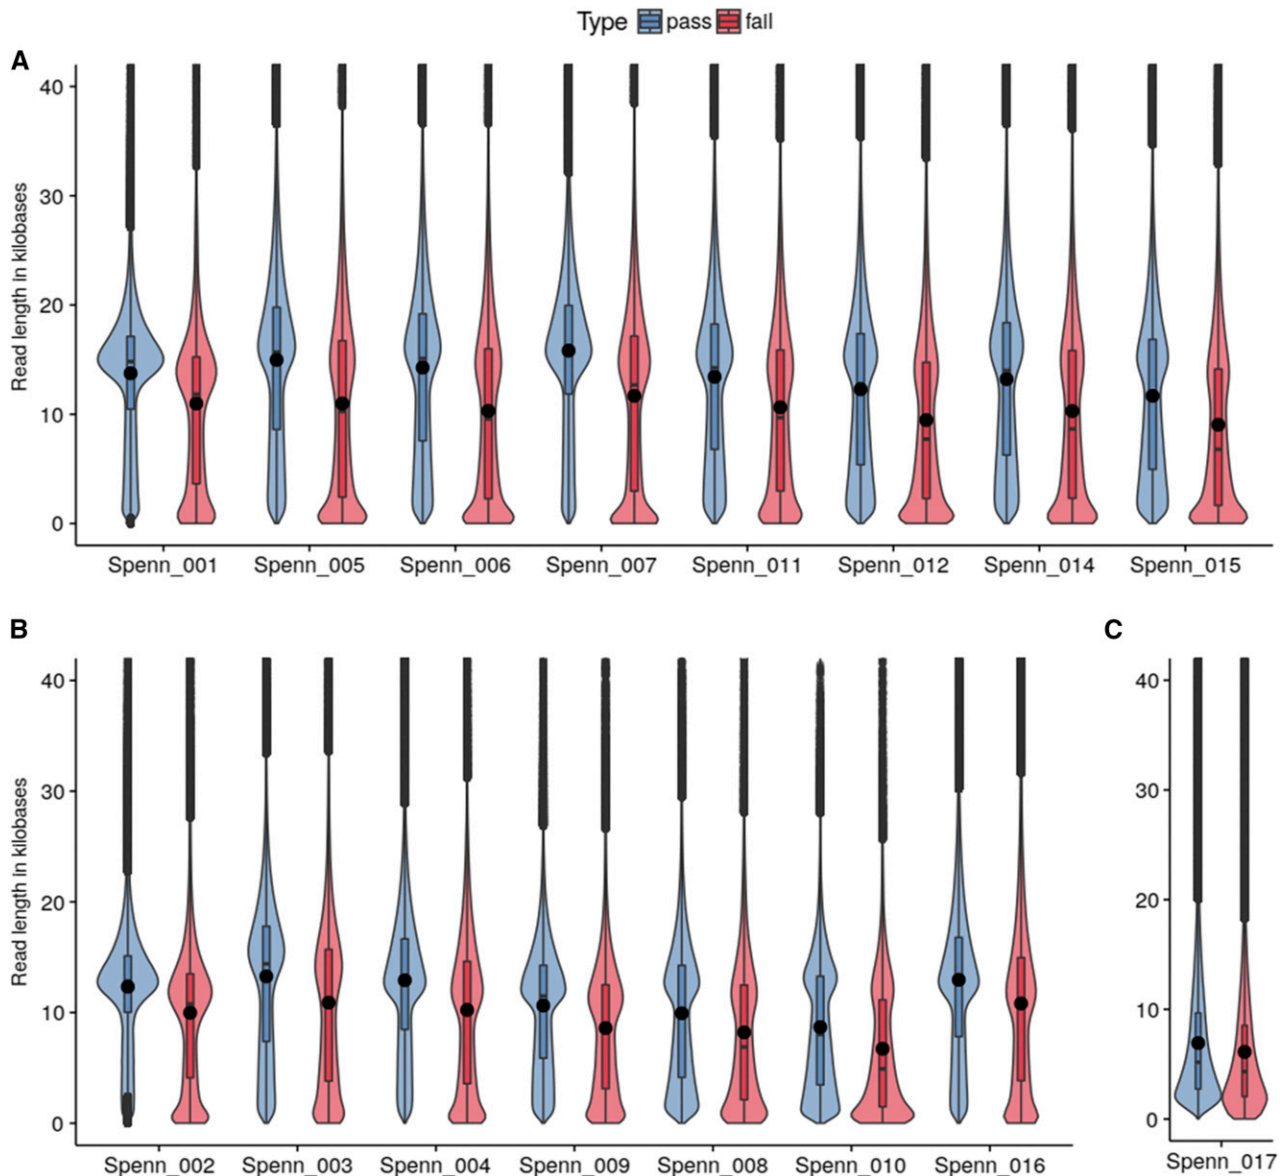 Type pass fall
A
40
30
20
10
0
Read length in kilobases
Spenn_001 Spenn_005 Spenn_006 Spenn_007 Spenn_011 Spenn_012 Spenn_014 Spenn_015
B
40
30
20
10
0
Read length in kilobases
Spenn_002 Spenn_003 Spenn_004 Spenn_009 Spenn_008 Spenn_010 Spenn_016
C
40
30
20
10
0
Spenn_017